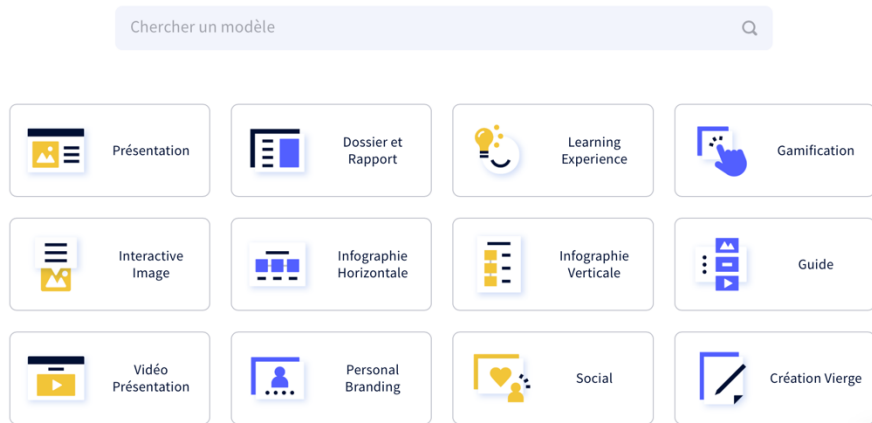 Chercher un modèle
Présentation
Dossier et
Rapport
Learning
Experience
Gamification
Interactive
Image
Infographie
Horizontale
Infographie
Verticale
Guide
Vidéo
Présentation
Personal
Branding
Social
Création Vierge